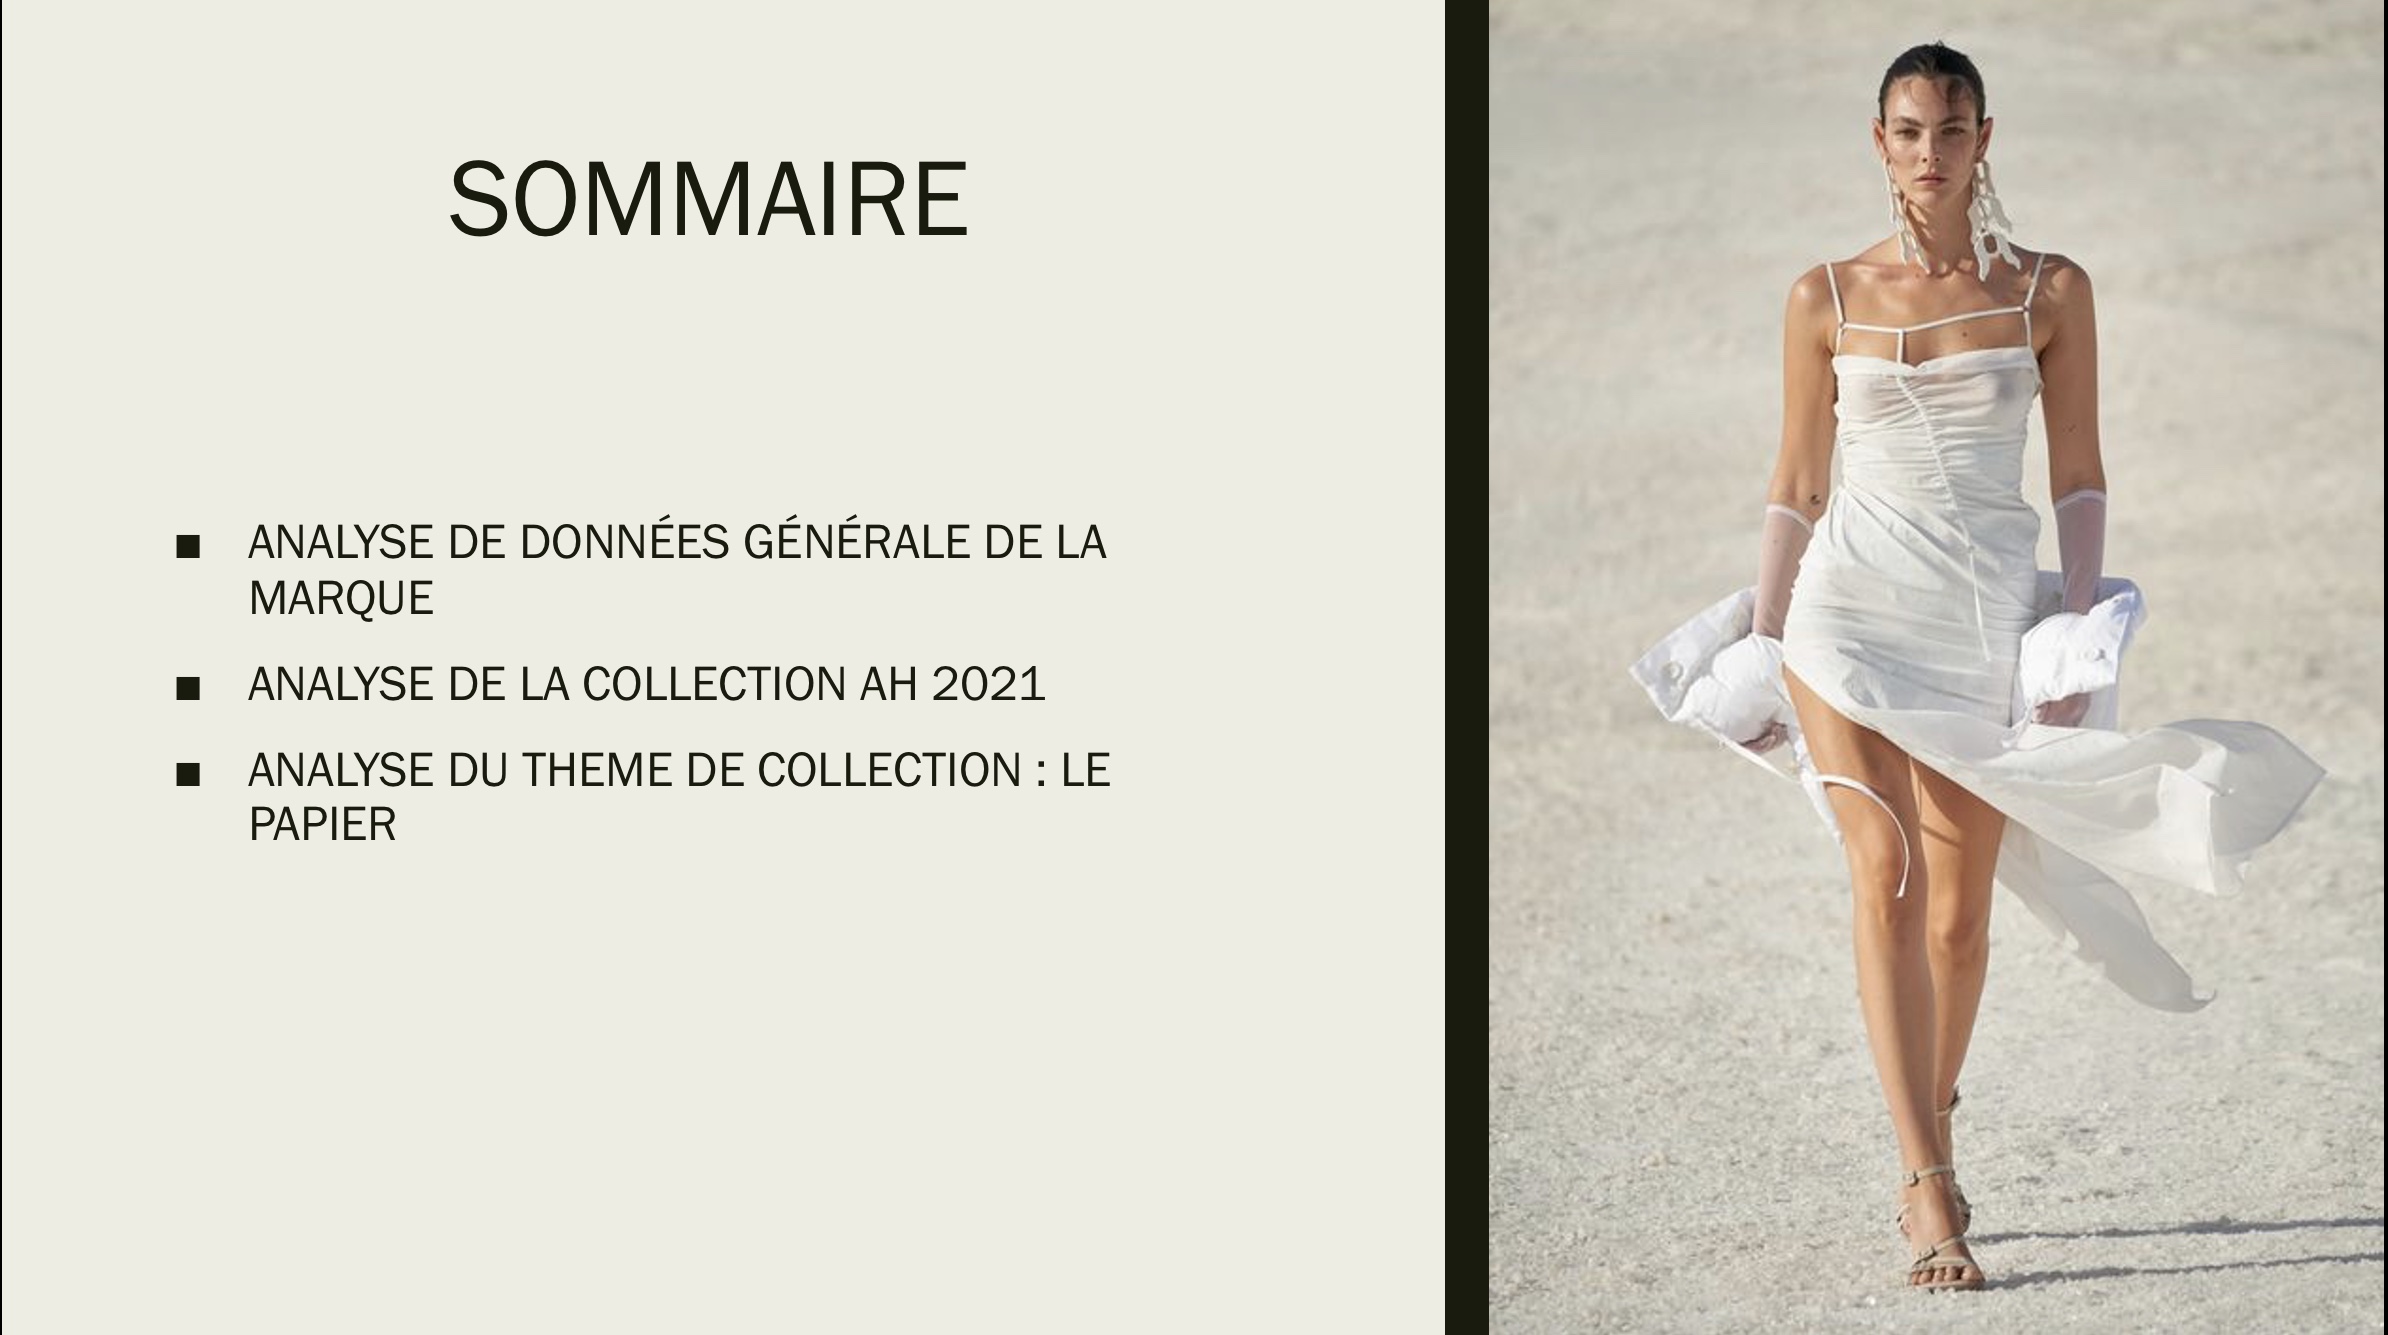 SOMMAIRE
■ ANALYSE DE DONNÉES GÉNÉRALE DE LA
MARQUE
■ ANALYSE DE LA COLLECTION AH 2021
■ ANALYSE DU THEME DE COLLECTION : LE
PAPIER